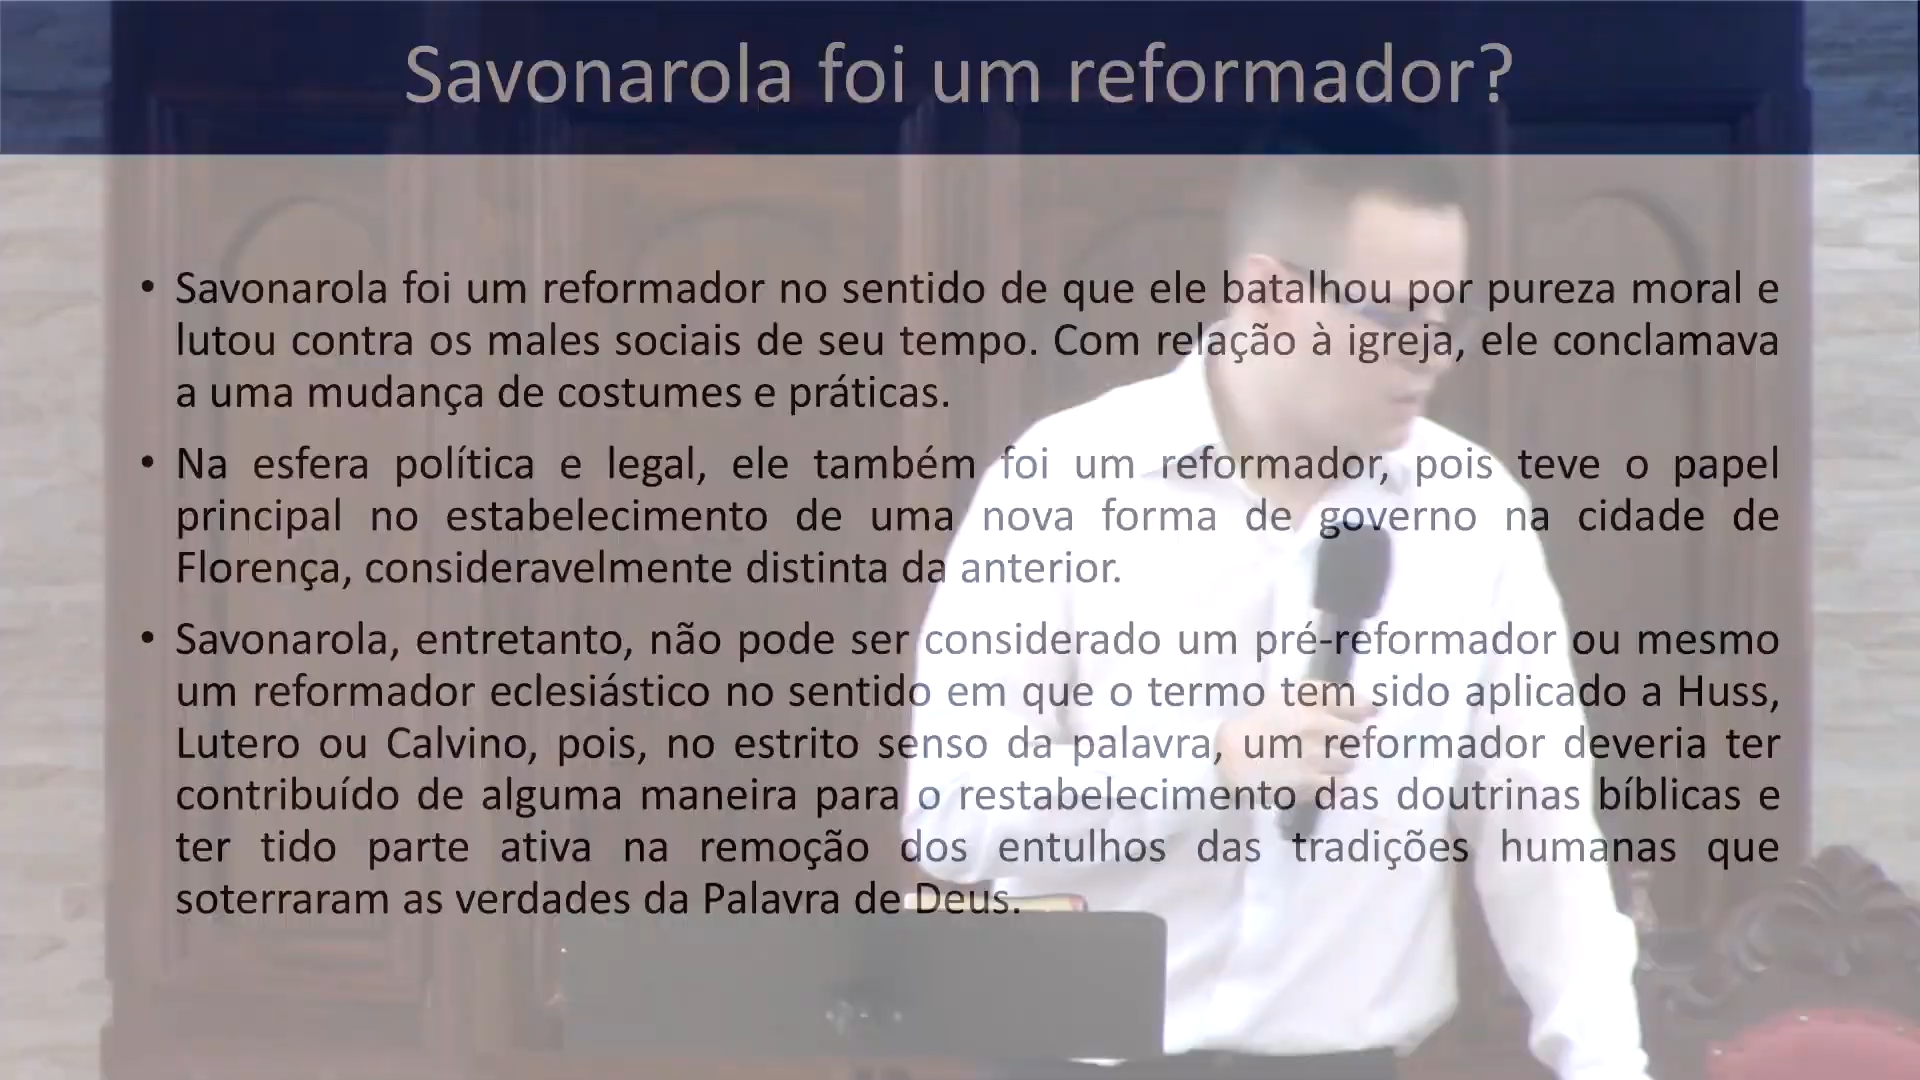 Savonarola foi um reformador?
• Savonarola foi um reformador no sentido de que ele batalhou por pureza moral e
lutou contra os males sociais de seu tempo. Com relação à igreja, ele conclamava
a uma mudança de costumes e práticas.
• Na esfera política e legal, ele também foi um reformador, pois teve o papel
principal no estabelecimento de uma nova forma de governo na cidade de
Florença, consideravelmente distinta da anterior.
• Savonarola, entretanto, não pode ser considerado um pré-reformador ou mesmo
um reformador eclesiástico no sentido em que o termo tem sido aplicado a Huss,
Lutero ou Calvino, pois, no estrito senso da palavra, um reformador deveria ter
contribuído de alguma maneira para o restabelecimento das doutrinas bíblicas e
ter tido parte ativa na remoção dos entulhos das tradições humanas que
soterraram as verdades da Palavra de Deus.